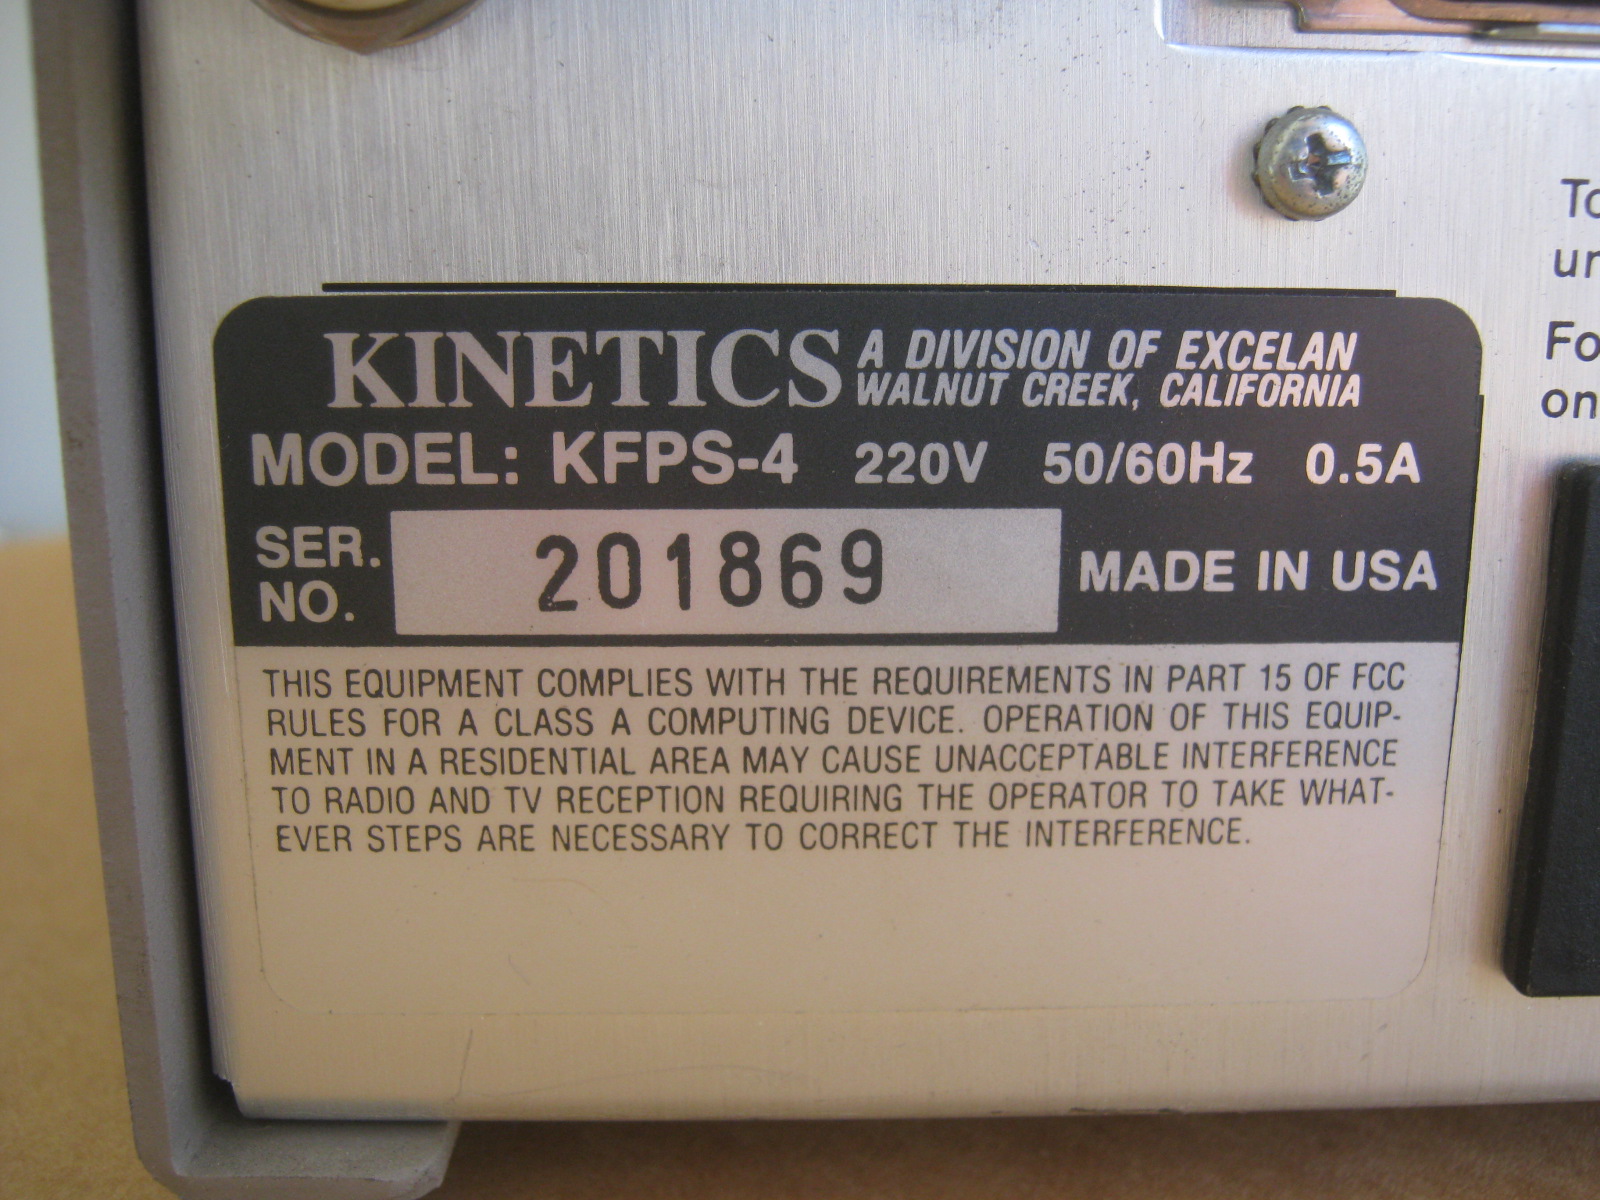 KINETICS A DIVISION OF EXCELAN
WALNUT CREEK, CALIFORNIA
MODEL: KFPS-4 220V 50/60Hz 0.5A
SER. NO. 201869 MADE IN USA
THIS EQUIPMENT COMPLIES WITH THE REQUIREMENTS IN PART 15 OF FCC
RULES FOR A CLASS A COMPUTING DEVICE. OPERATION OF THIS EQUIP-
MENT IN A RESIDENTIAL AREA MAY CAUSE UNACCEPTABLE INTERFERENCE
TO RADIO AND TV RECEPTION REQUIRING THE OPERATOR TO TAKE WHAT-
EVER STEPS ARE NECESSARY TO CORRECT THE INTERFERENCE.